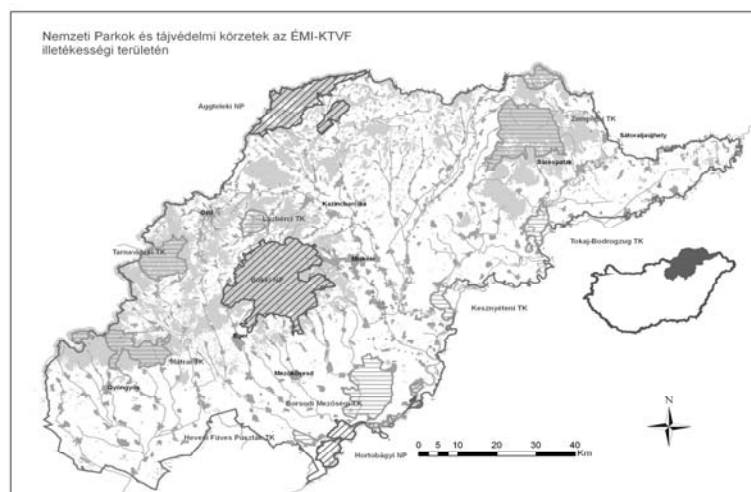 Nemzeti Parkok és tájvédelmi körzetek az ÉMI-KTVF
illetékességi területén
Aggteleki NP
Zempléni TK
Sátoraljaújhely
Sárospatak
Kazincbarcika
Ózd
Lázbérci TK
Tarnavidéki TK
Tokaj-Bodrogzug TK
Miskolc
Bükki NP
Kesznyéteni TK
Eger
Mátrai TK
Mezőkövesd
Gyöngyös
Borsodi Mezőség TK
Hevesi Füves Puszták TK
Hortobágyi NP
N
0 5 10 20 30 40
Km